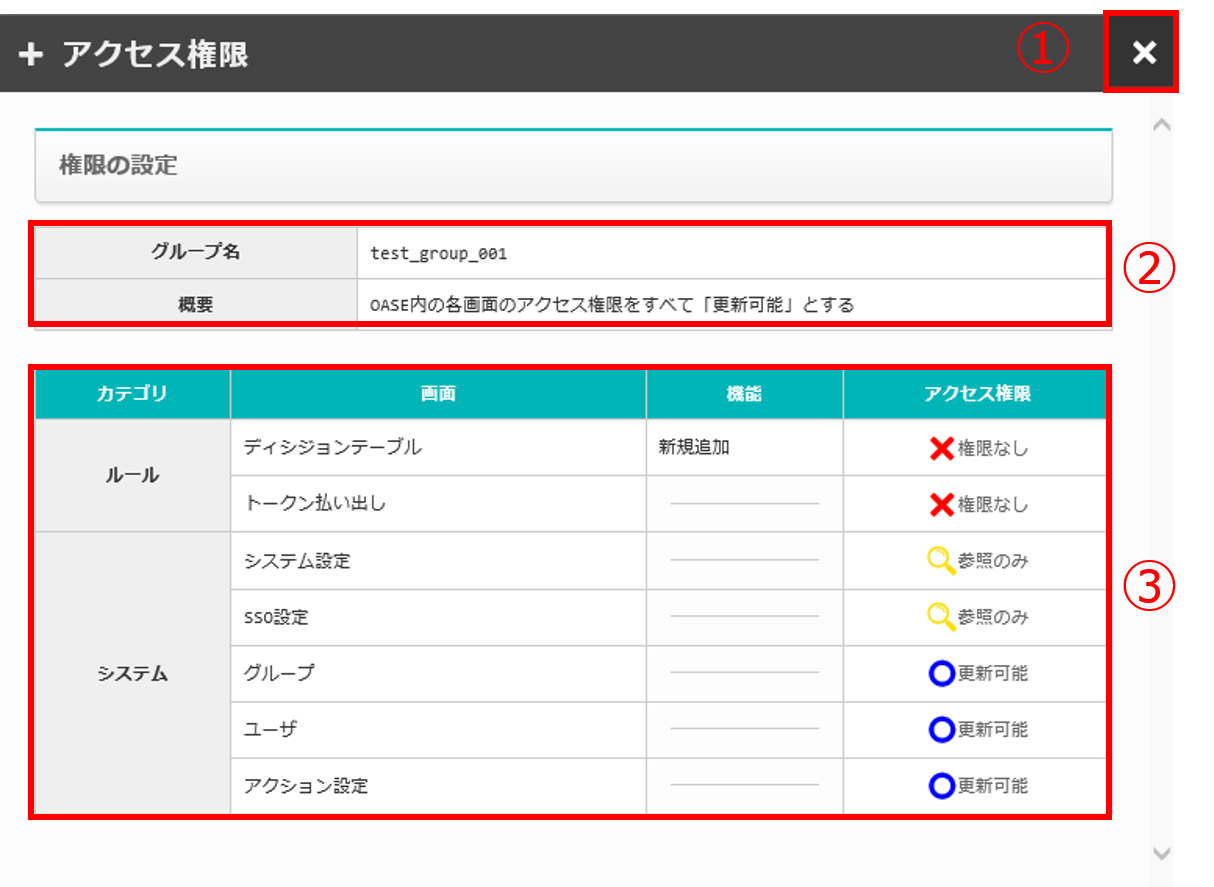 + アクセス権限 ① ×
権限の設定
グループ名 test_group_001
概要 OASE内の各画面のアクセス権限をすべて「更新可能」とする
②
カテゴリ 画面 機能 アクセス権限
ルール ディシジョンテーブル 新規追加 権限なし
トークン払い出し 権限なし
システム システム設定 参照のみ
SSO設定 参照のみ
グループ 更新可能
ユーザ 更新可能
アクション設定 更新可能
③